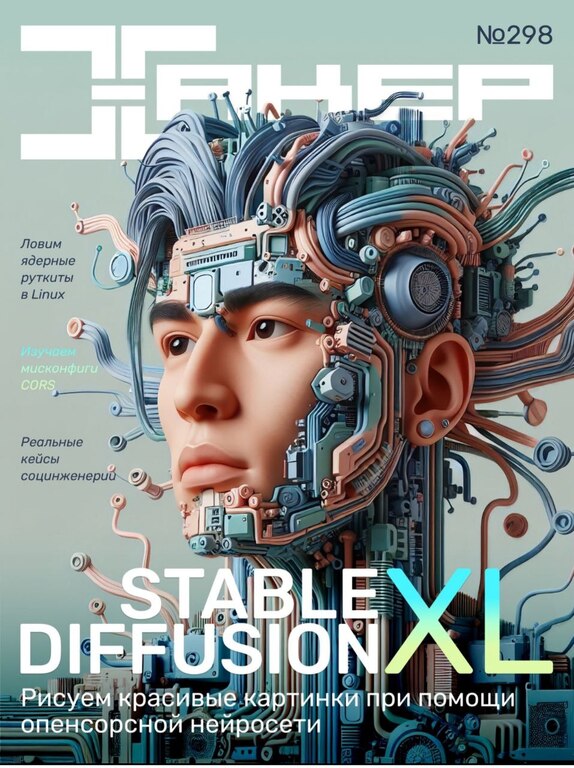 №298
ХАКЕР
Ловим
ядерные
руткиты
в Linux
Изучаем
мисконфиги
CORS
Реальные
кейсы
социнженерии
STABLE
DIFFUSION XL
Рисуем красивые картинки при помощи
опенсорсной нейросети